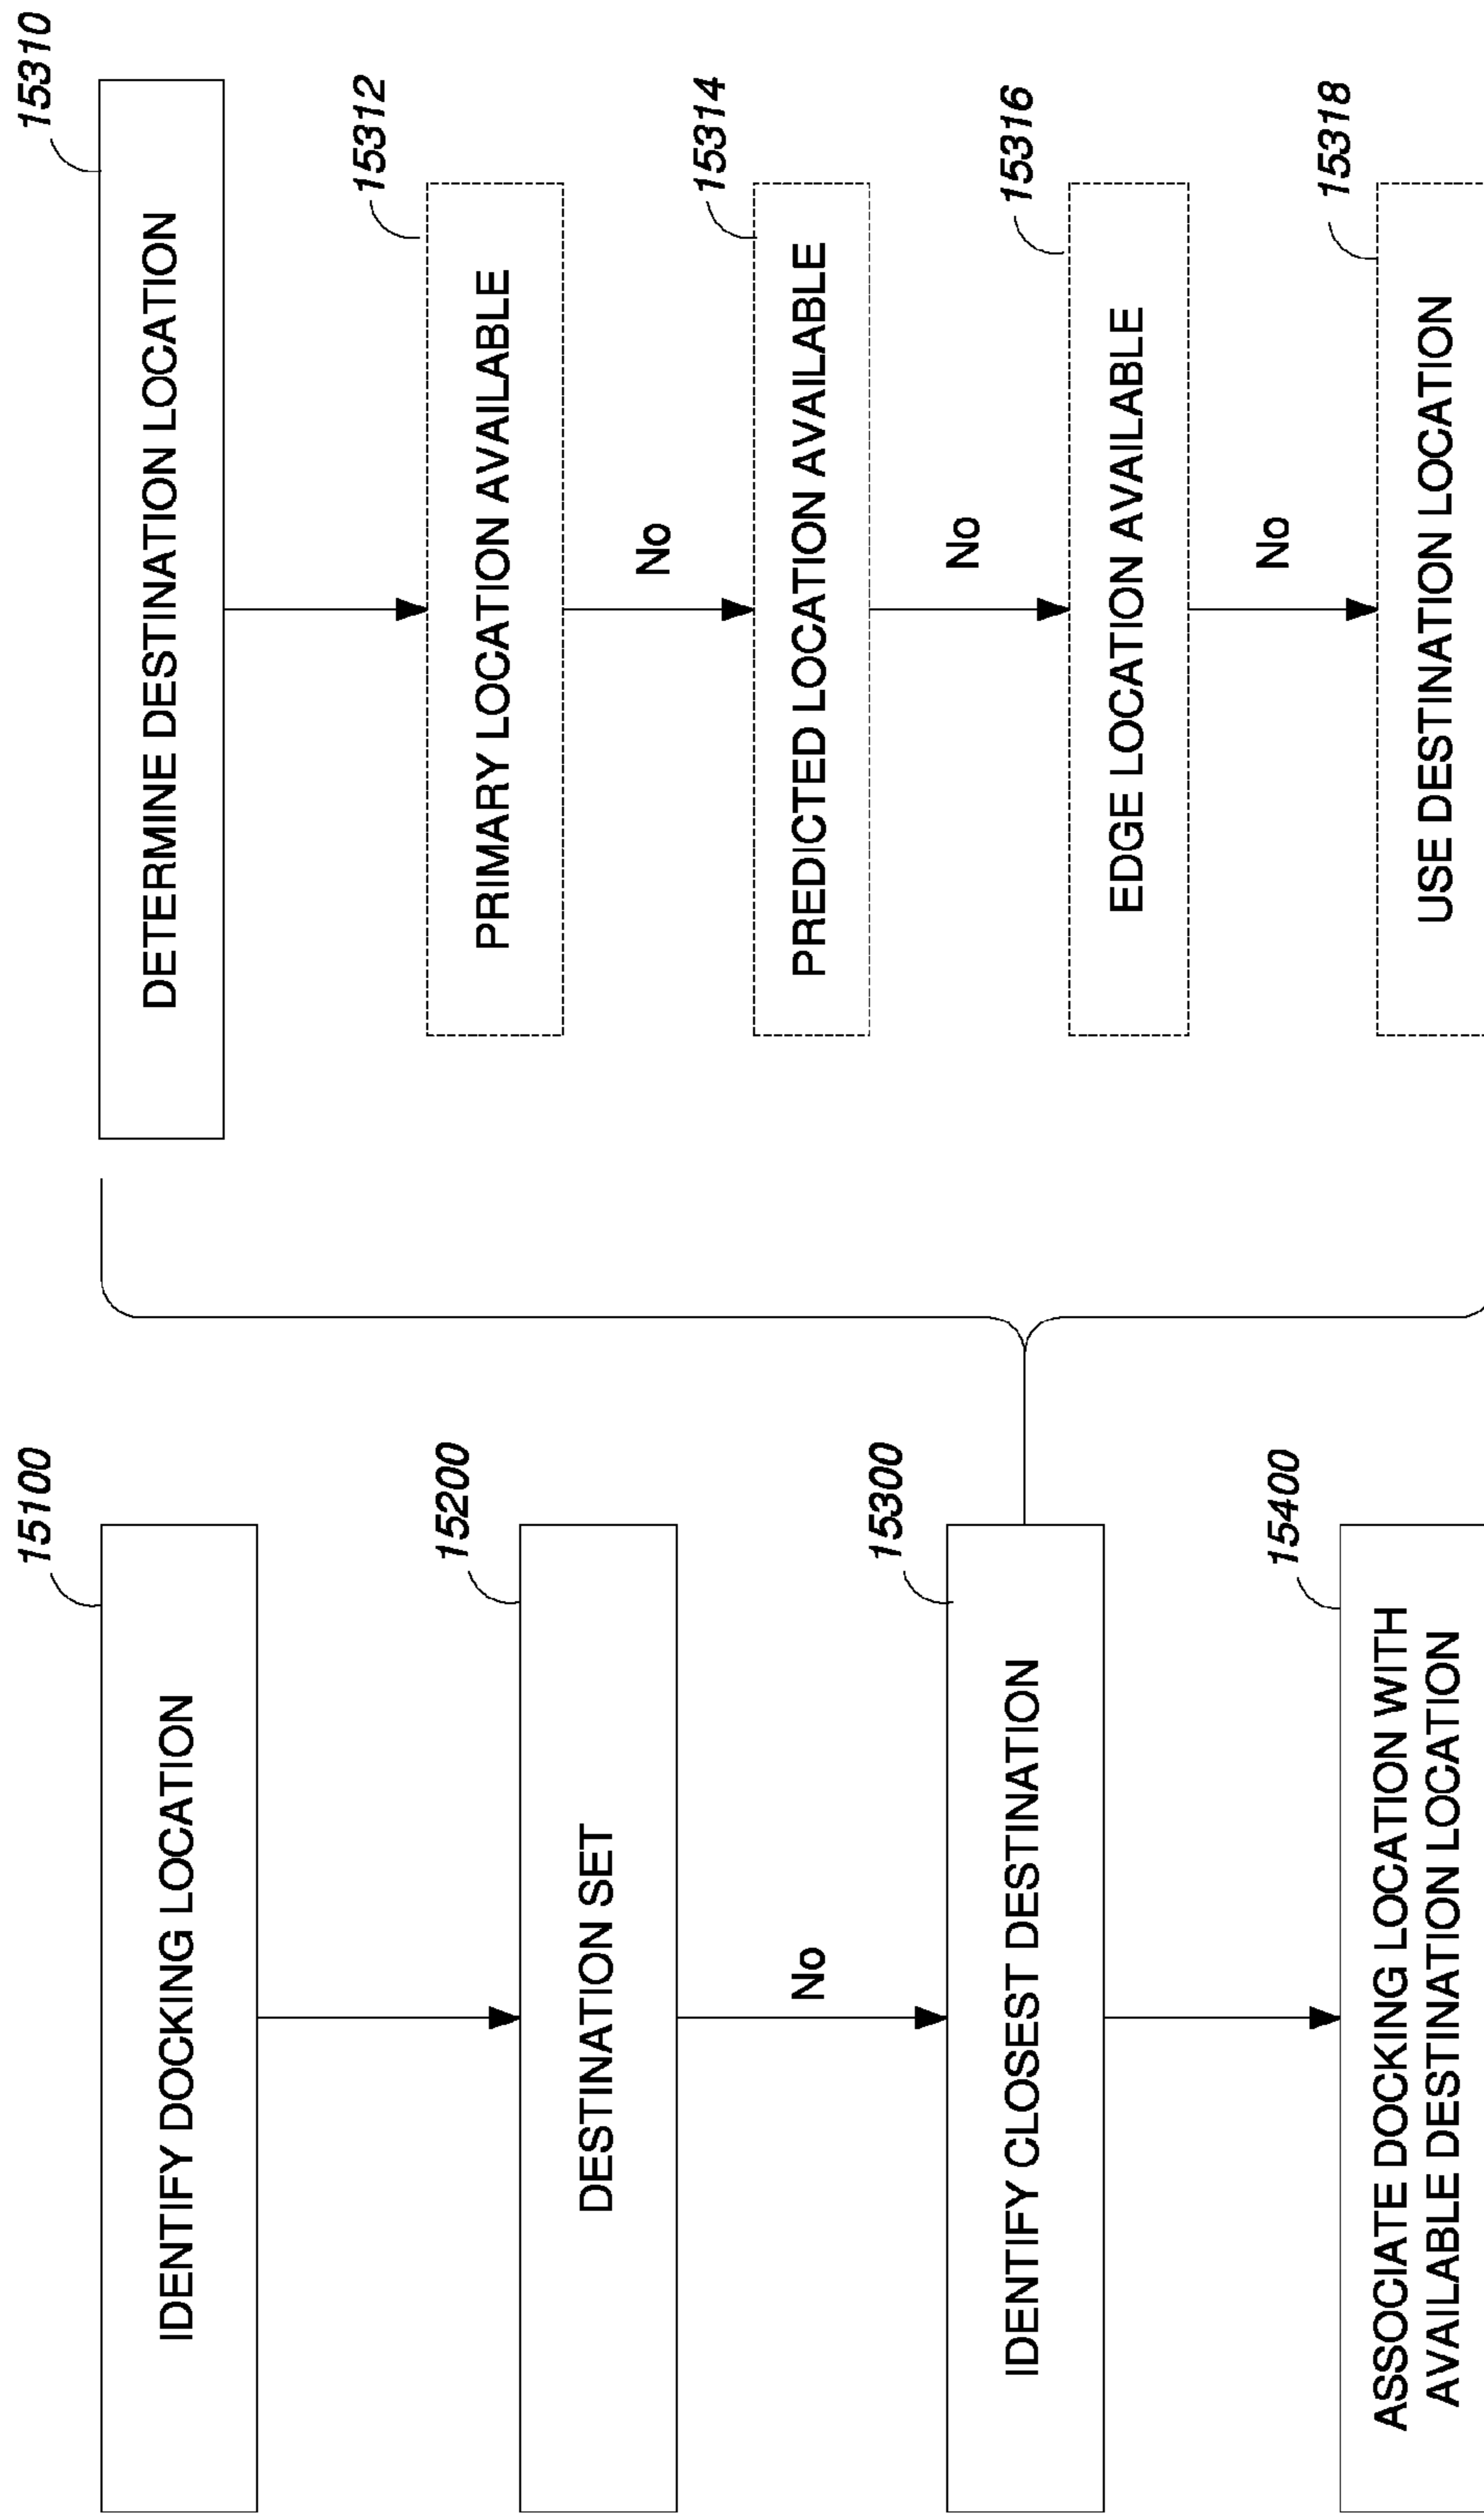 15100
IDENTIFY DOCKING LOCATION
15200
DESTINATION SET
No
15300
IDENTIFY CLOSEST DESTINATION
15400
ASSOCIATE DOCKING LOCATION WITH
AVAILABLE DESTINATION LOCATION
15310
DETERMINE DESTINATION LOCATION
15312
PRIMARY LOCATION AVAILABLE
No
15314
PREDICTED LOCATION AVAILABLE
No
15316
EDGE LOCATION AVAILABLE
No
15318
USE DESTINATION LOCATION